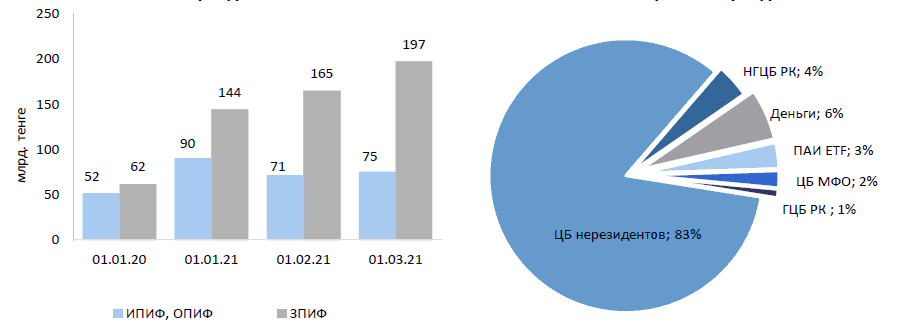 млрд. тенге
250
200
150
100
50
0
52
62
90
144
71
165
75
197
01.01.20
01.01.21
01.02.21
01.03.21
ИПИФ, ОПИФ
ЗПИФ
НГЦБ РК; 4%
Деньги; 6%
ПАИ ETF; 3%
ЦБ МФО; 2%
ГЦБ РК ; 1%
ЦБ нерезидентов; 83%